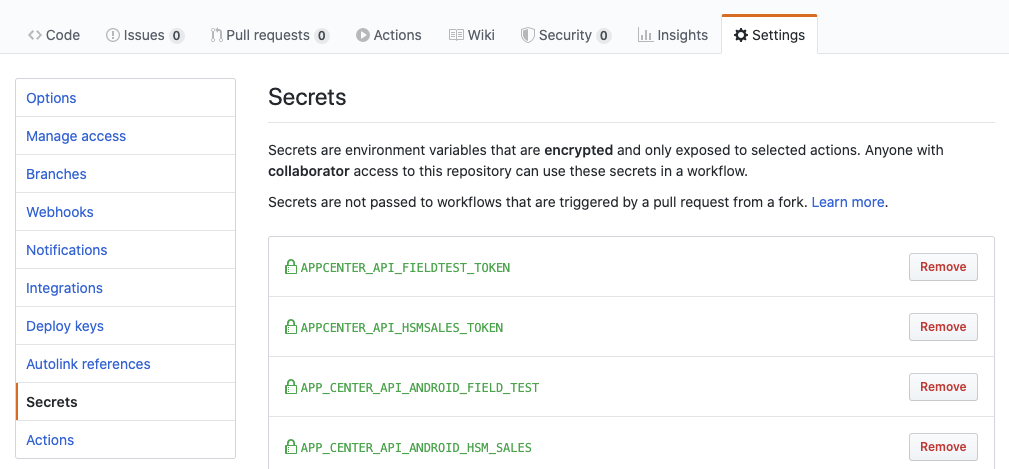 Code Issues 0 Pull requests 0 Actions Wiki Security 0 Insights Settings
Options
Manage access
Branches
Webhooks
Notifications
Integrations
Deploy keys
Autolink references
Secrets
Actions
Secrets
Secrets are environment variables that are encrypted and only exposed to selected actions. Anyone with
collaborator access to this repository can use these secrets in a workflow.
Secrets are not passed to workflows that are triggered by a pull request from a fork. Learn more.
APPCENTER_API_FIELDTEST_TOKEN Remove
APPCENTER_API_HSMSALES_TOKEN Remove
APP_CENTER_API_ANDROID_FIELD_TEST Remove
APP_CENTER_API_ANDROID_HSM_SALES Remove